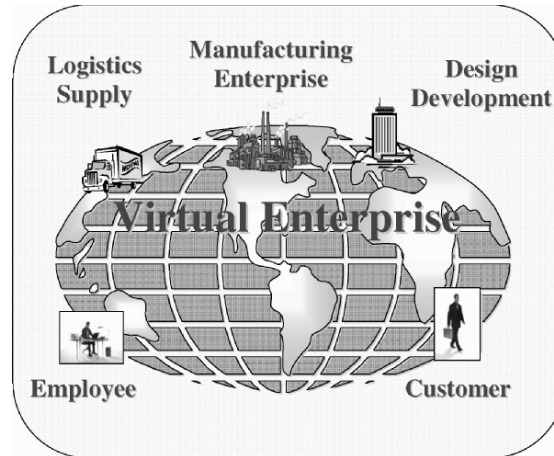 Logistics
Supply
Manufacturing
Enterprise
Design
Development
Virtual Enterprise
Employee
Customer